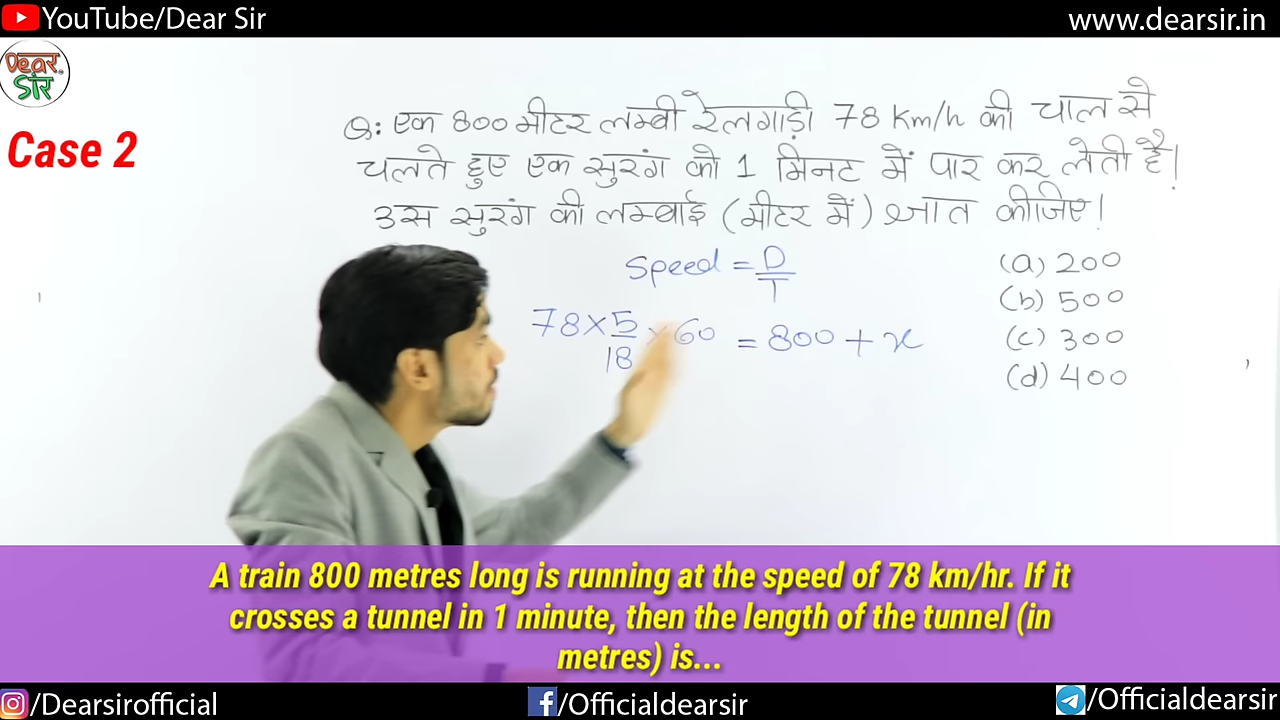 YouTube/Dear Sir
www.dearsir.in
Dear
Sir
Case 2
Q: एक 800 मीटर लम्बी रेलगाड़ी 78 Km/h की चाल से
चलते हुए एक सुरंग को 1 मिनट में पार कर लेती है।
उस सुरंग की लम्बाई (मीटर में) ज्ञात कीजिए।
Speed = D/T
(a) 200
(b) 500
(c) 300
(d) 400
78 × 5/18 × 60 = 800 + x
A train 800 metres long is running at the speed of 78 km/hr. If it
crosses a tunnel in 1 minute, then the length of the tunnel (in
metres) is...
/Dearsirofficial
/Officialdearsir
/Officialdearsir